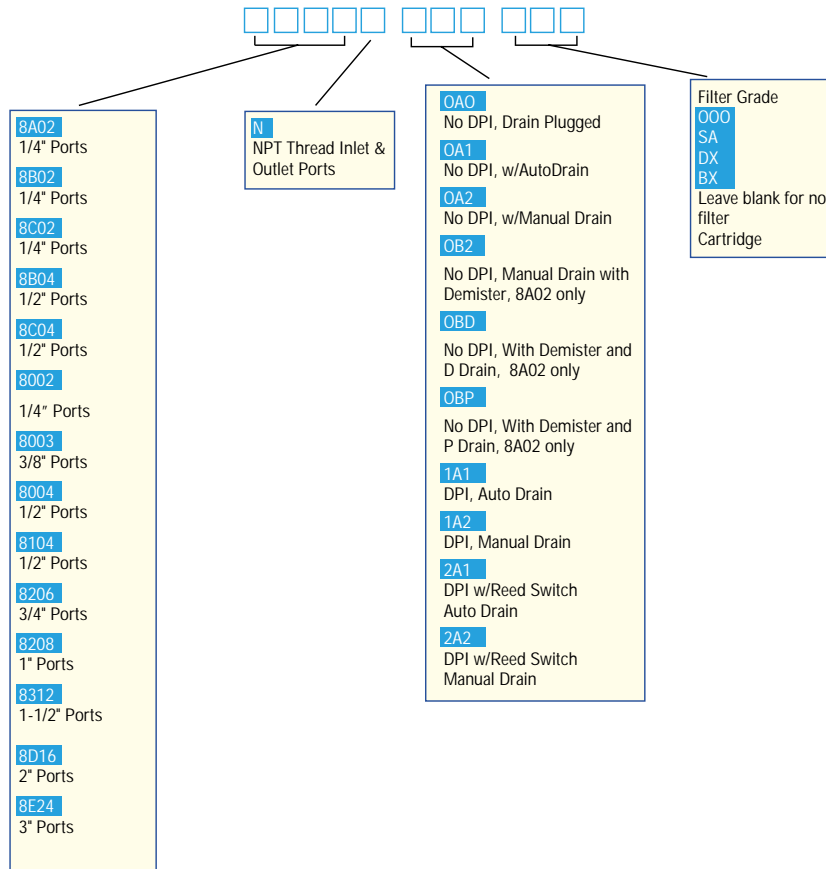 8A02
1/4" Ports
8B02
1/4" Ports
8C02
1/4" Ports
8B04
1/2" Ports
8C04
1/2" Ports
8002
1/4″ Ports
8003
3/8" Ports
8004
1/2" Ports
8104
1/2" Ports
8206
3/4" Ports
8208
1" Ports
8312
1-1/2" Ports
8D16
2" Ports
8E24
3" Ports
N
NPT Thread Inlet &
Outlet Ports
OAO
No DPI, Drain Plugged
OA1
No DPI, w/AutoDrain
OA2
No DPI, w/Manual Drain
OB2
No DPI, Manual Drain with
Demister, 8A02 only
OBD
No DPI, With Demister and
D Drain, 8A02 only
OBP
No DPI, With Demister and
P Drain, 8A02 only
1A1
DPI, Auto Drain
1A2
DPI, Manual Drain
2A1
DPI w/Reed Switch
Auto Drain
2A2
DPI w/Reed Switch
Manual Drain
Filter Grade
OOO
SA
DX
BX
Leave blank for no
filter
Cartridge